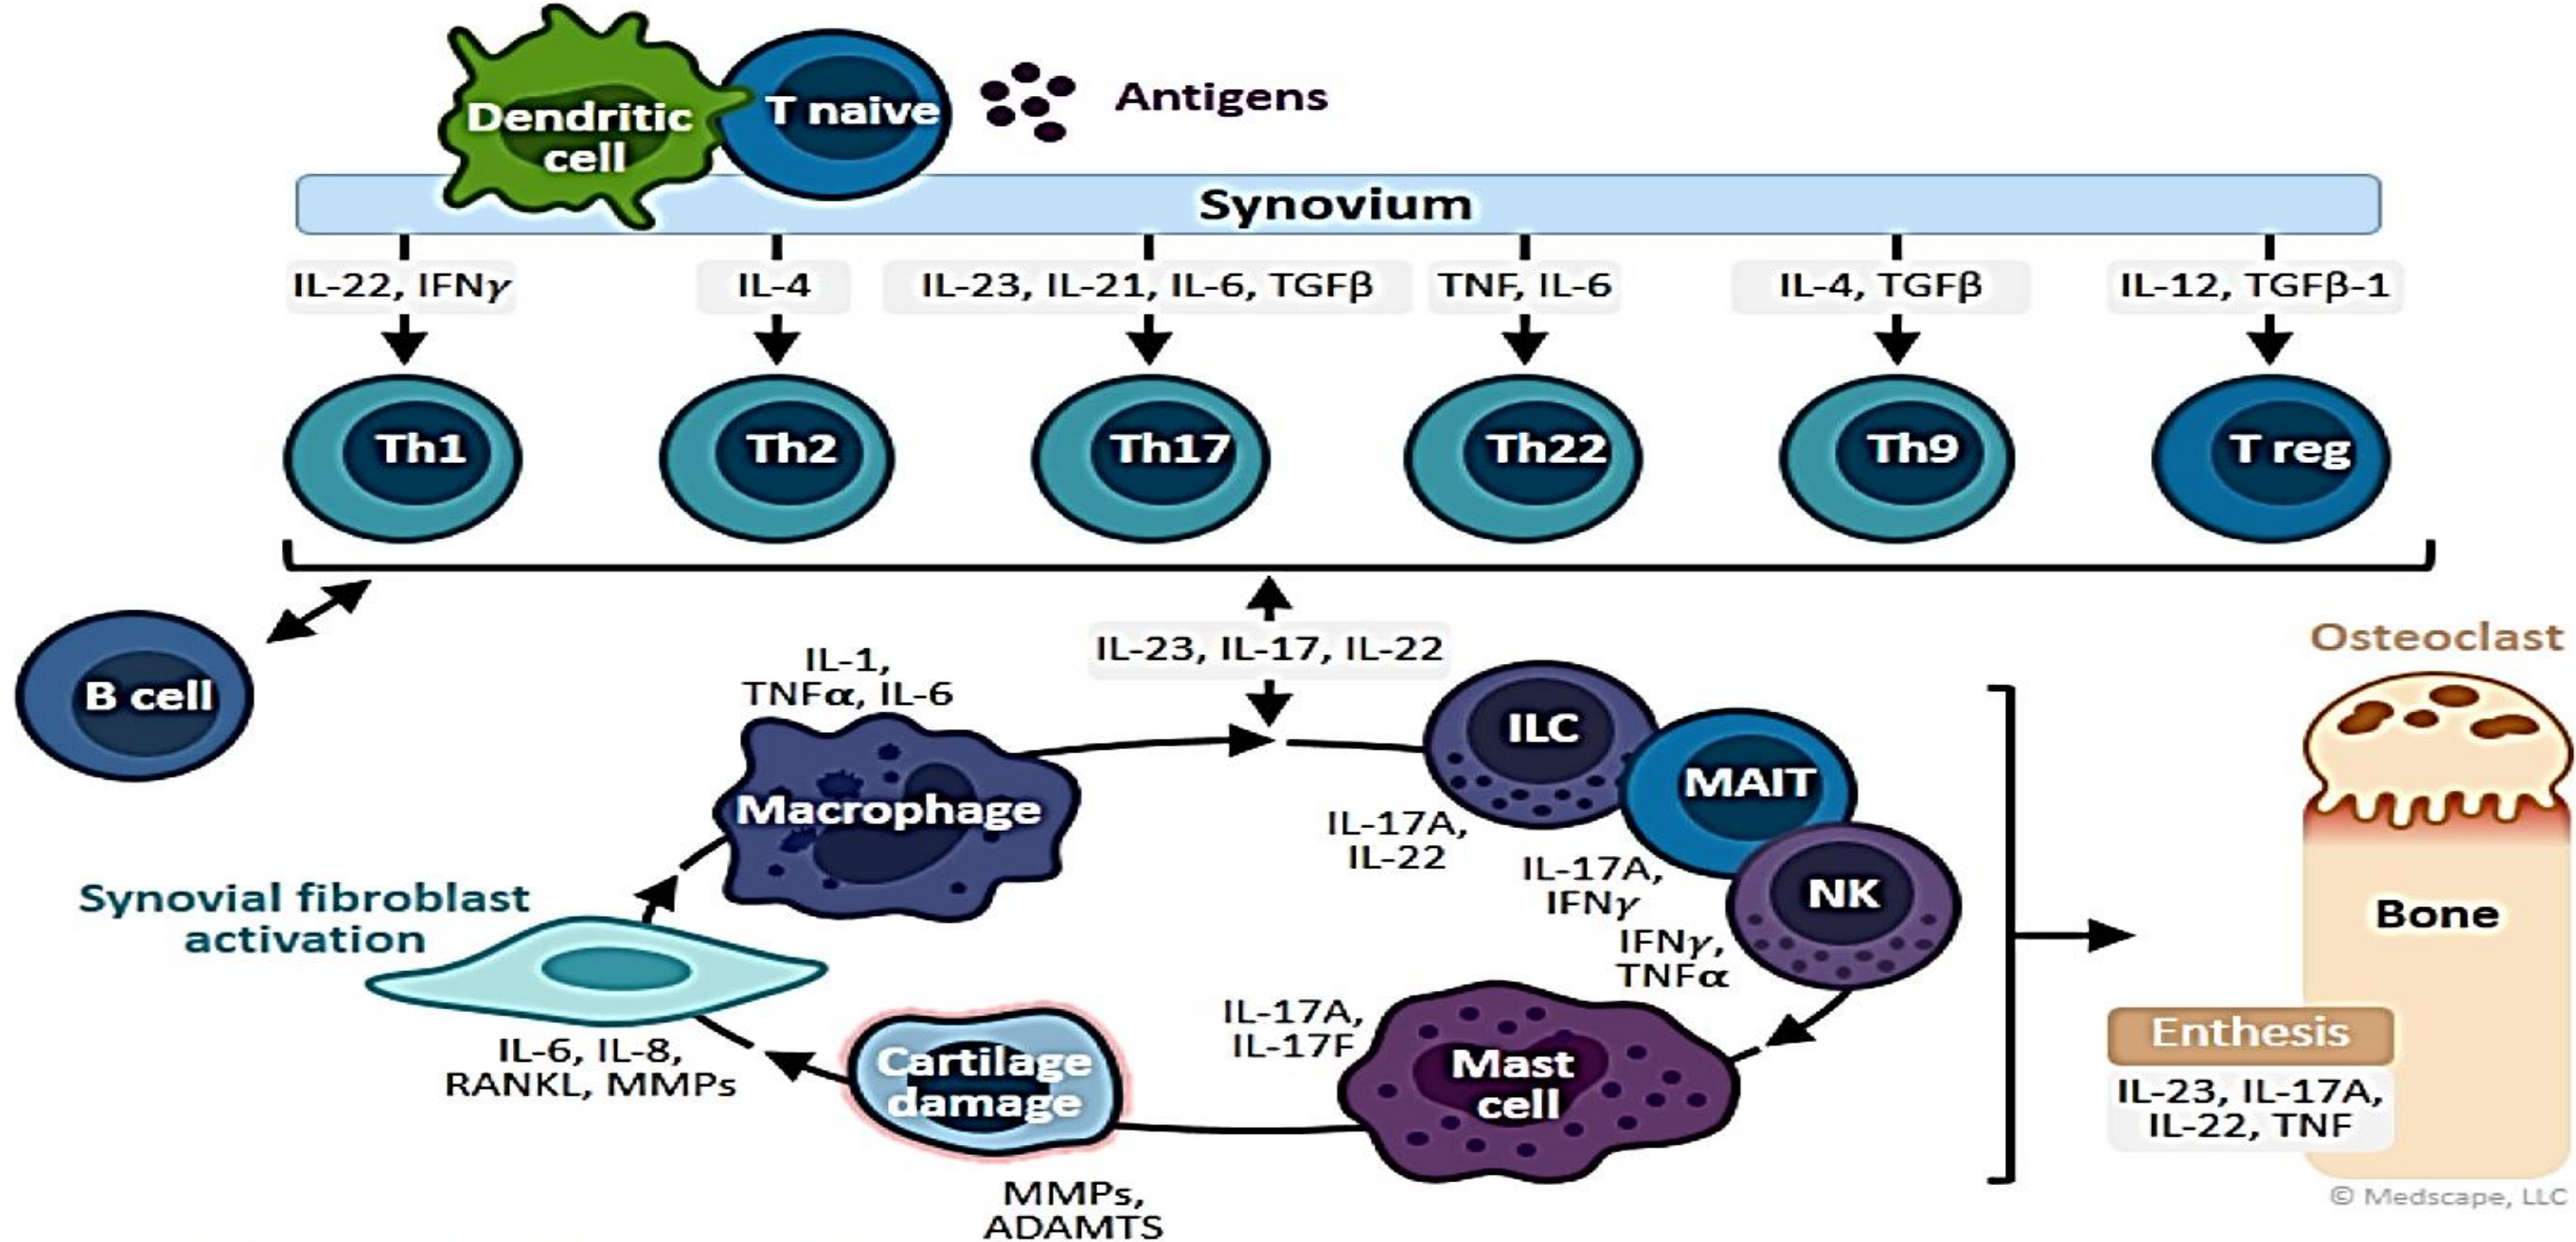 Dendritic
cell
T naive
Antigens
Synovium
IL-22, IFNγ
IL-4
IL-23, IL-21, IL-6, TGFβ
TNF, IL-6
IL-4, TGFβ
IL-12, TGFβ-1
Th1
Th2
Th17
Th22
Th9
T reg
B cell
IL-23, IL-17, IL-22
IL-1,
TNFα, IL-6
Macrophage
ILC
IL-17A,
IL-22
MAIT
IL-17A,
IFNγ
NK
IFNγ,
TNFα
Mast
cell
IL-17A,
IL-17F
Cartilage
damage
MMPs,
ADAMTS
Synovial fibroblast
activation
IL-6, IL-8,
RANKL, MMPs
Osteoclast
Bone
Enthesis
IL-23, IL-17A,
IL-22, TNF
© Medscape, LLC